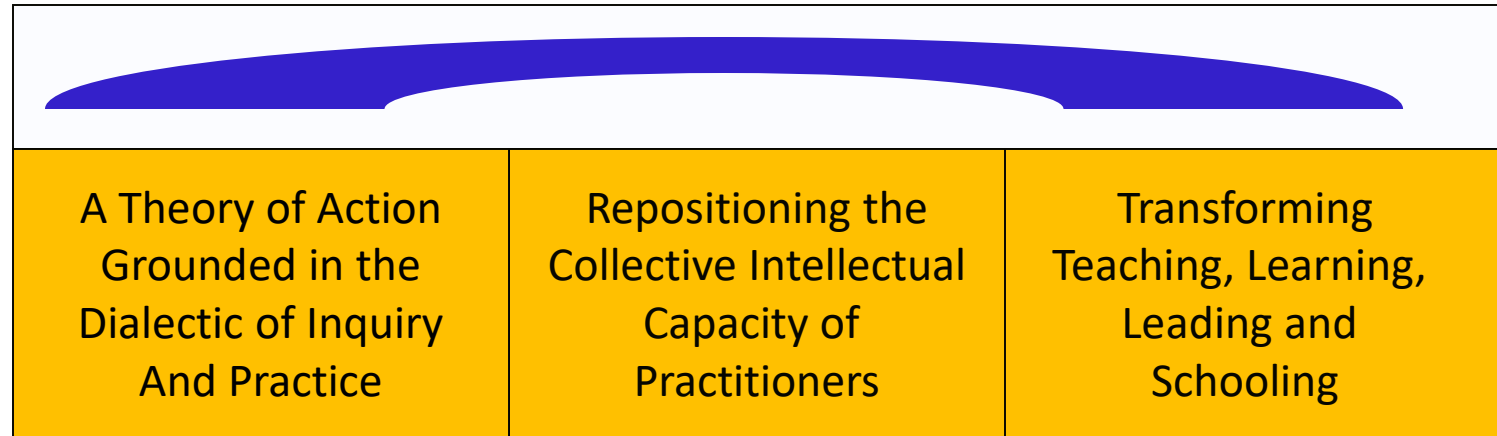 A Theory of Action
Grounded in the
Dialectic of Inquiry
And Practice
Repositioning the
Collective Intellectual
Capacity of
Practitioners
Transforming
Teaching, Learning,
Leading and
Schooling